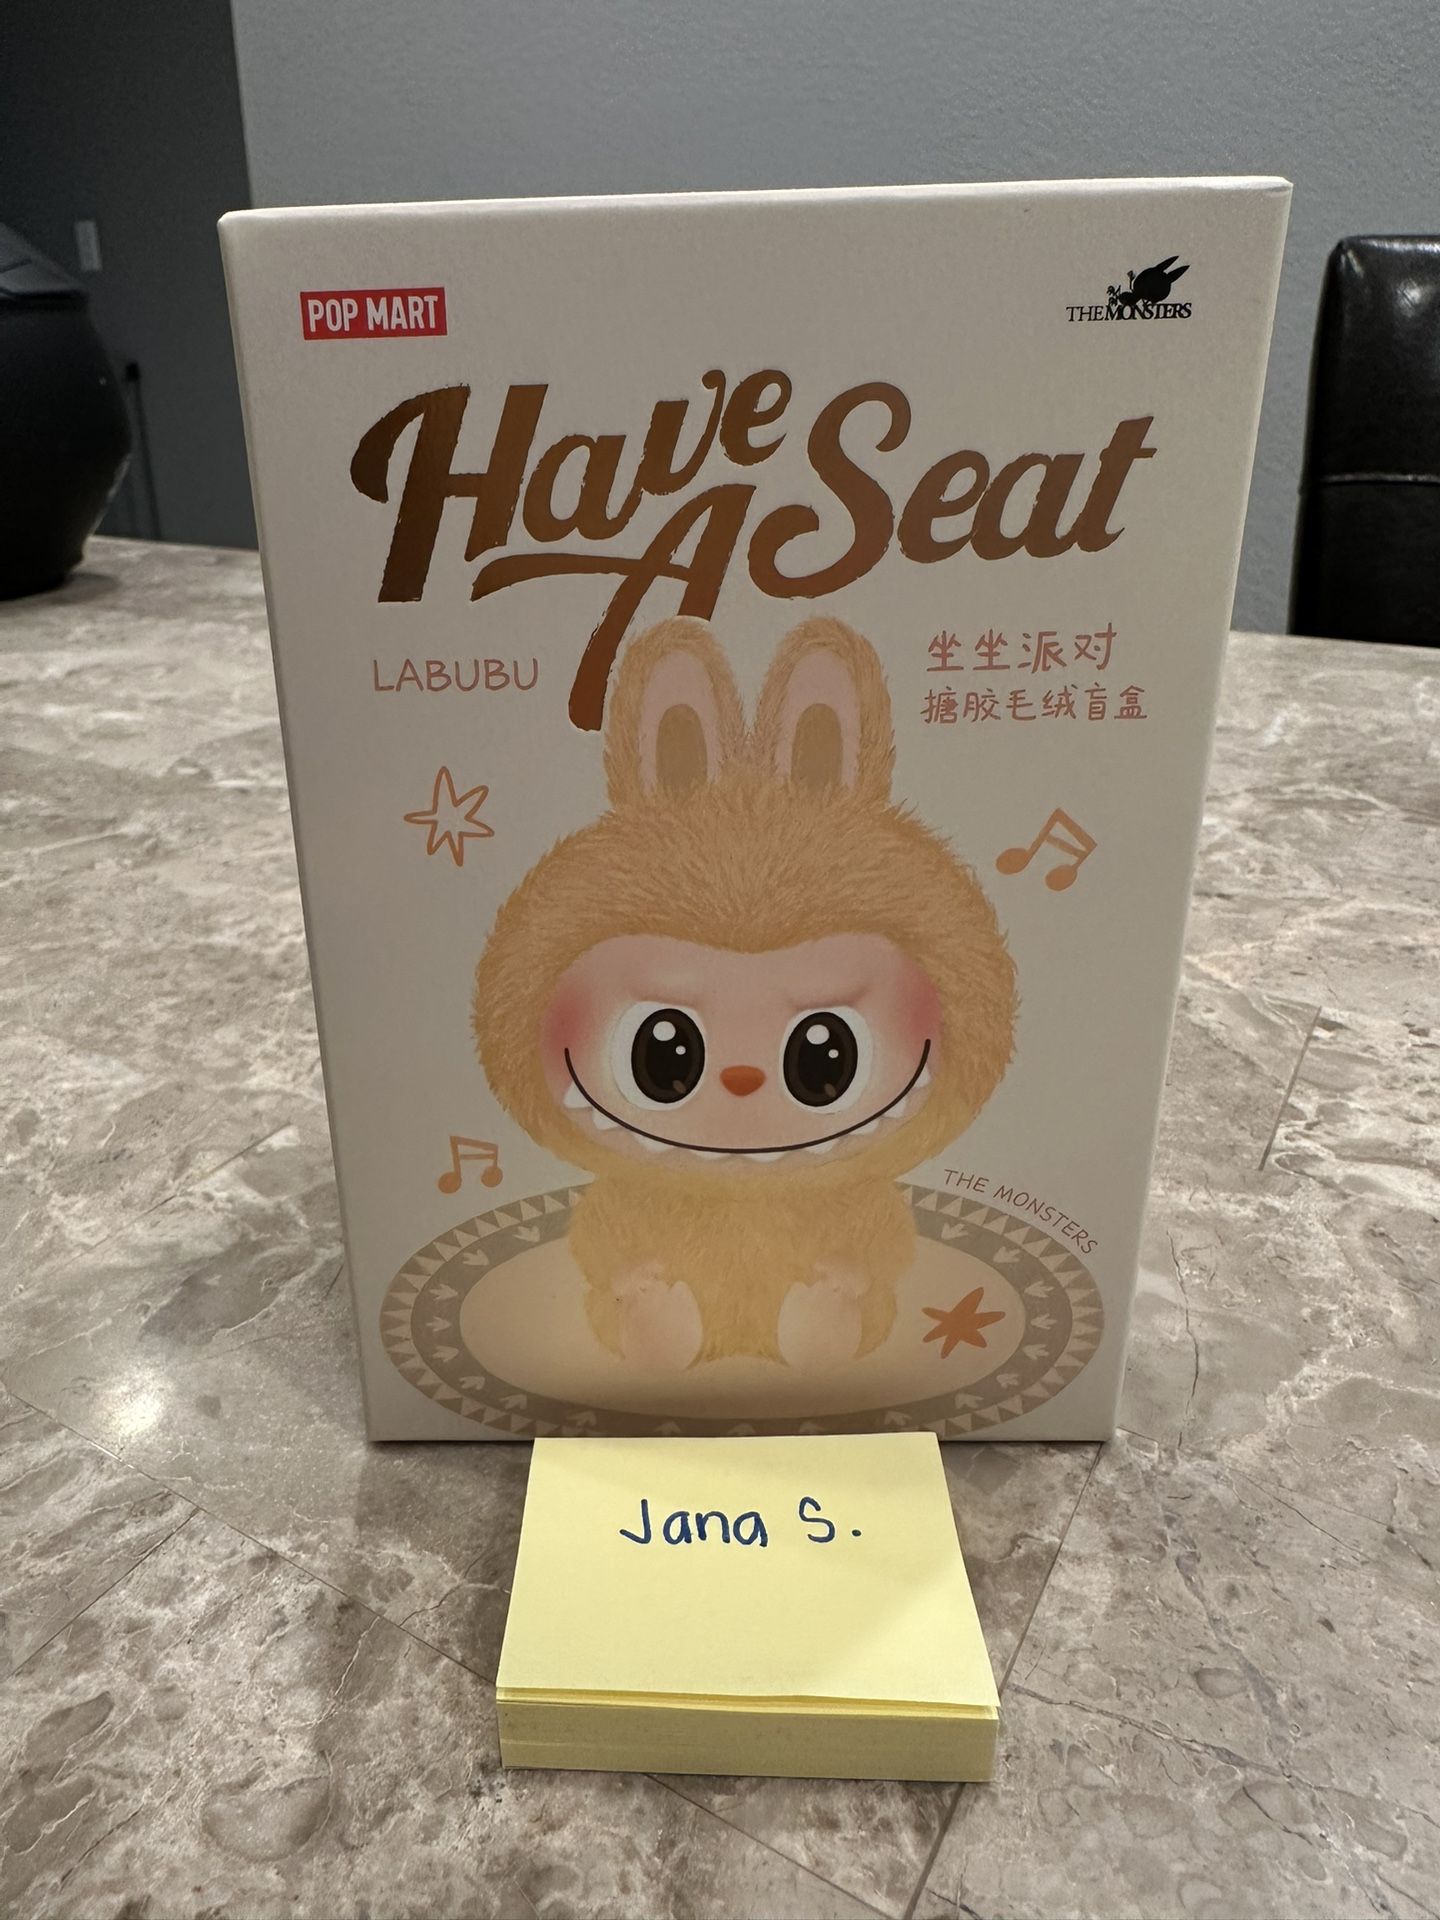 POP MART
THE MONSTERS
Have A Seat
LABUBU
坐坐派对
搪胶毛绒盲盒
THE MONSTERS
Jana S.